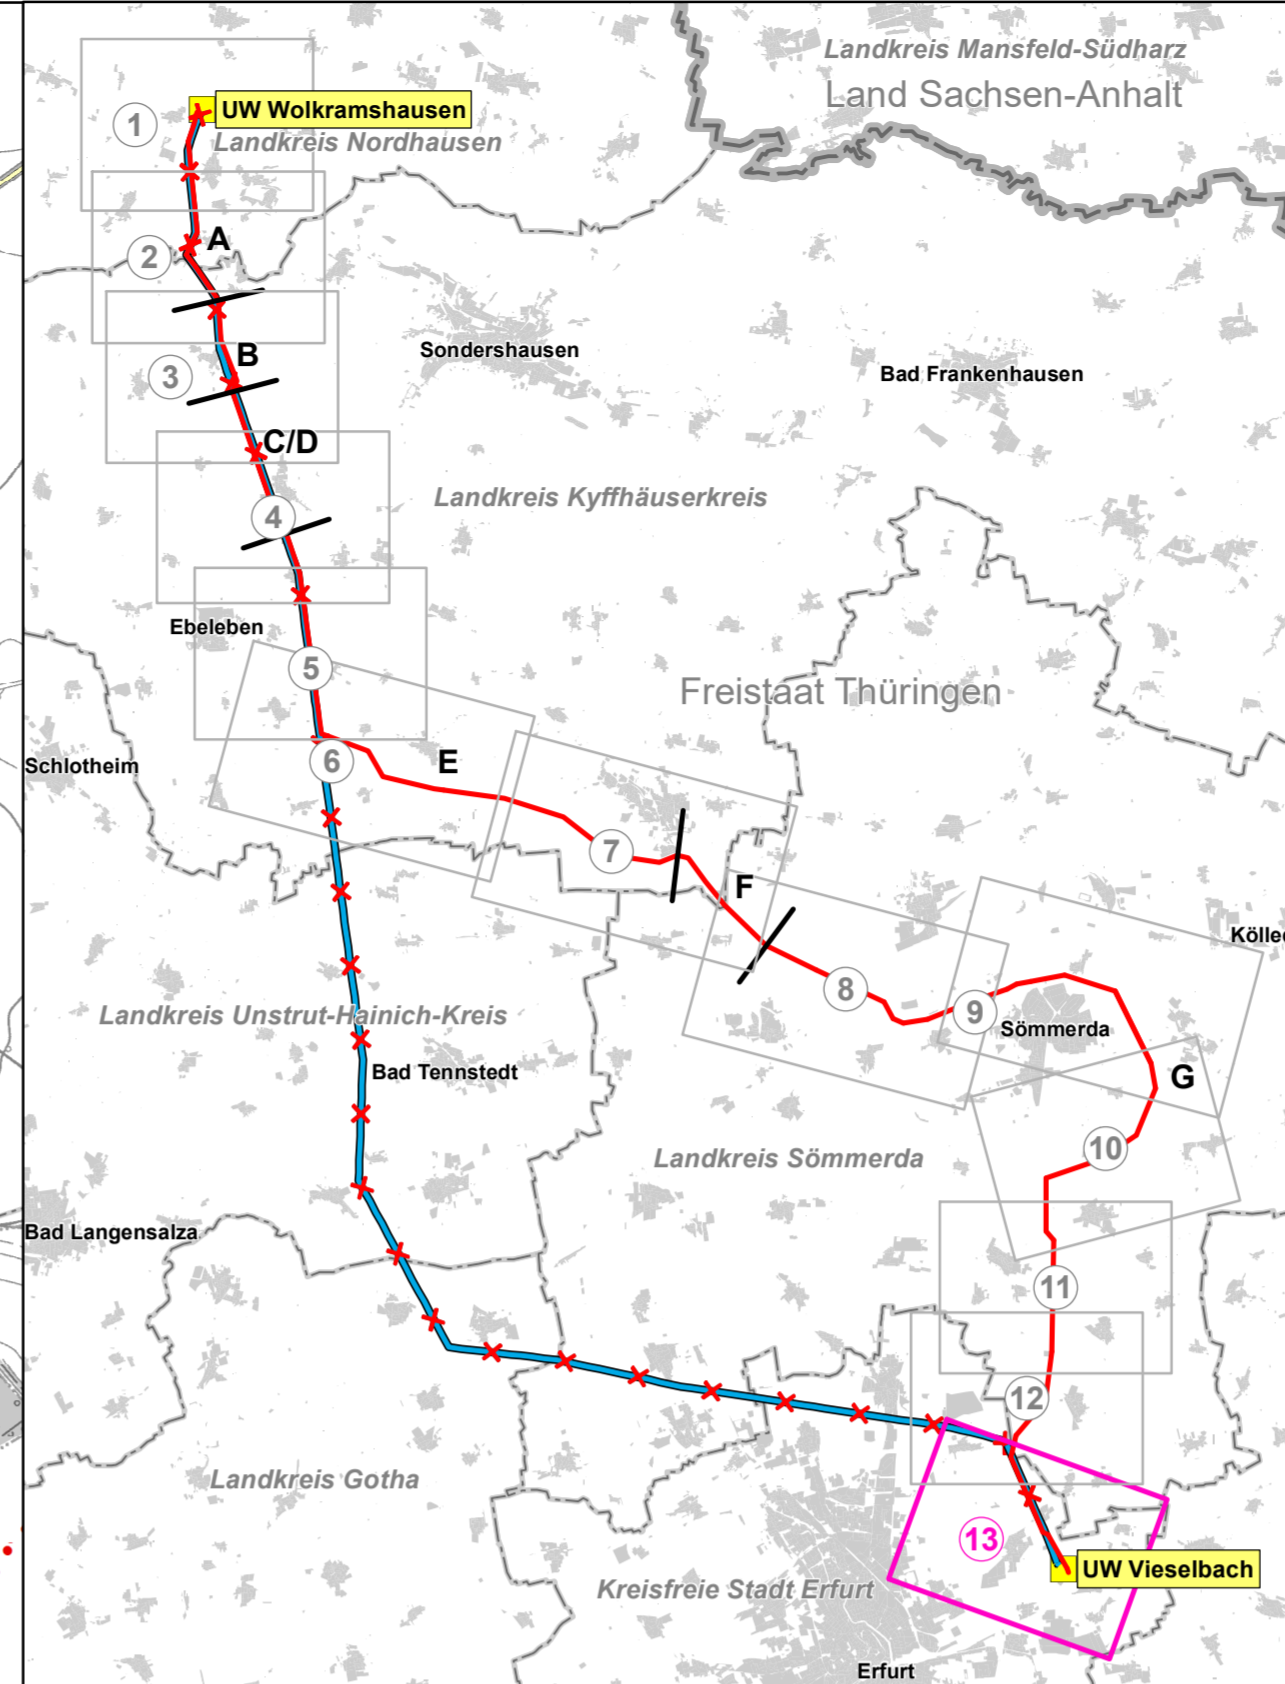 Landkreis Mansfeld-Südharz
Land Sachsen-Anhalt
UW Wolkramshausen
1
Landkreis Nordhausen
A
2
Sondershausen
B
3
Bad Frankenhausen
C/D
Landkreis Kyffhäuserkreis
4
Ebeleben
5
Freistaat Thüringen
Schlotheim
6
E
7
F
Kölled
8
9
Landkreis Unstrut-Hainich-Kreis
Sömmerda
Bad Tennstedt
G
10
Landkreis Sömmerda
Bad Langensalza
11
12
Landkreis Gotha
13
UW Vieselbach
Kreisfreie Stadt Erfurt
Erfurt